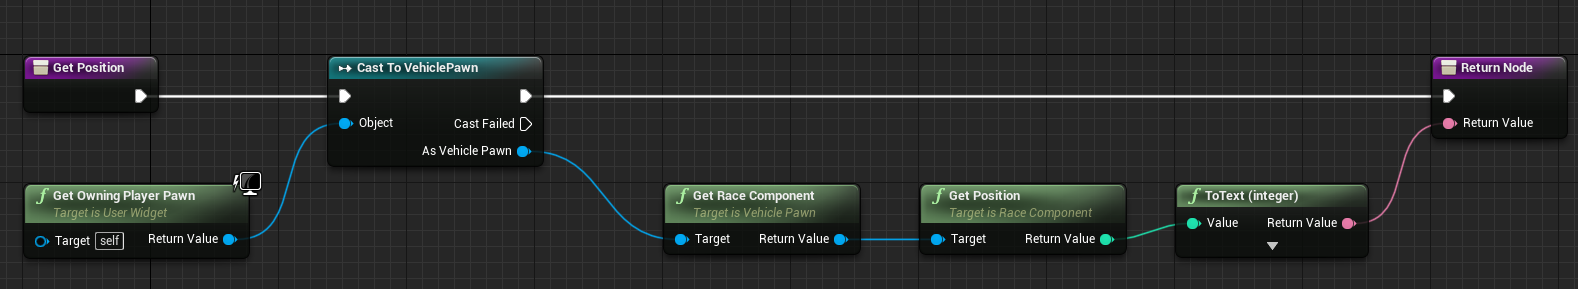 Get Position
Cast To VehiclePawn
Object
Cast Failed
As Vehicle Pawn
Return Node
Return Value
f Get Owning Player Pawn
Target is User Widget
Target self
Return Value
f Get Race Component
Target is Vehicle Pawn
Target
Return Value
f Get Position
Target is Race Component
Target
Return Value
f ToText (integer)
Value
Return Value